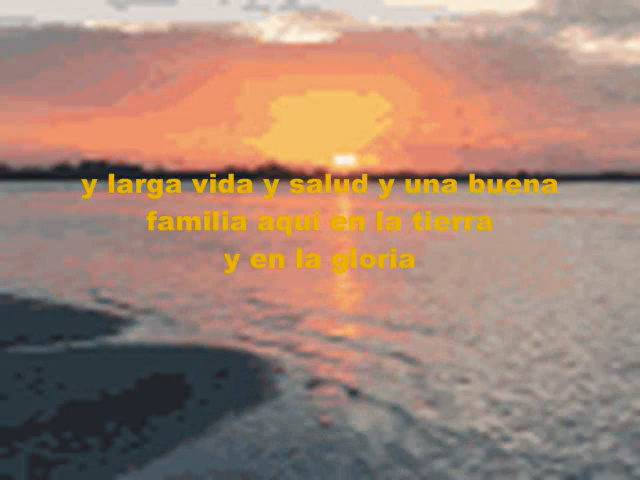 y larga vida y salud y una buena
familia aquí en la tierra
y en la gloria